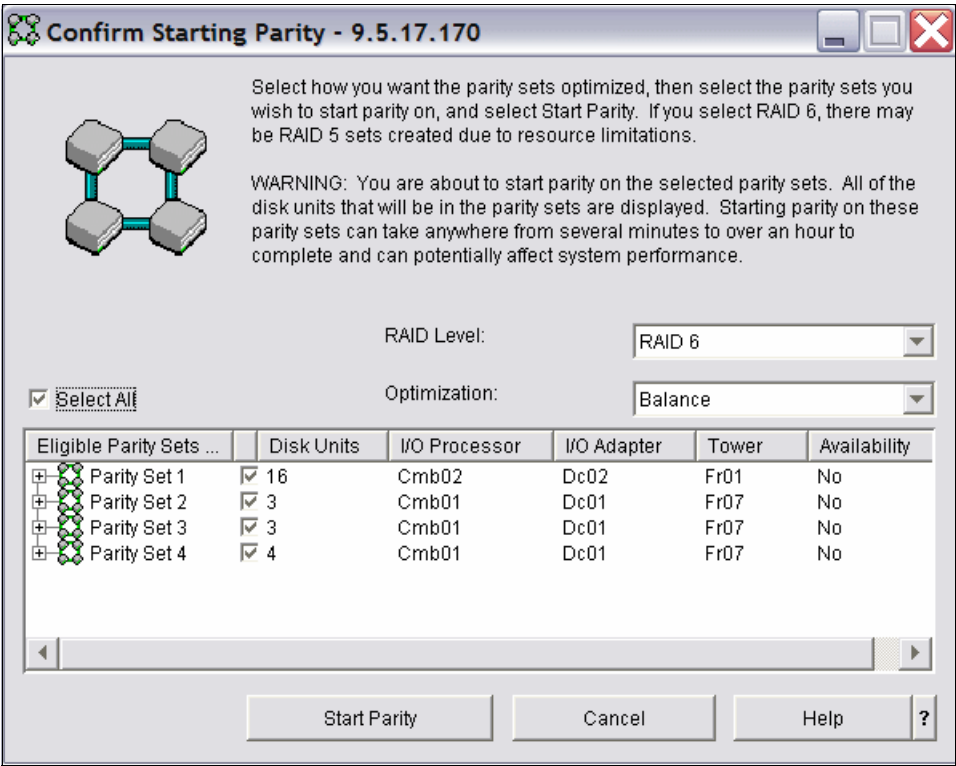 Confirm Starting Parity - 9.5.17.170
Select how you want the parity sets optimized, then select the parity sets you
wish to start parity on, and select Start Parity. If you select RAID 6, there may
be RAID 5 sets created due to resource limitations.
WARNING: You are about to start parity on the selected parity sets. All of the
disk units that will be in the parity sets are displayed. Starting parity on these
parity sets can take anywhere from several minutes to over an hour to
complete and can potentially affect system performance.
RAID Level: RAID 6
Select All Optimization: Balance
Eligible Parity Sets ... Disk Units I/O Processor I/O Adapter Tower Availability
Parity Set 1 16 Cmb02 Dc02 Fr01 No
Parity Set 2 3 Cmb01 Dc01 Fr07 No
Parity Set 3 3 Cmb01 Dc01 Fr07 No
Parity Set 4 4 Cmb01 Dc01 Fr07 No
Start Parity Cancel Help ?